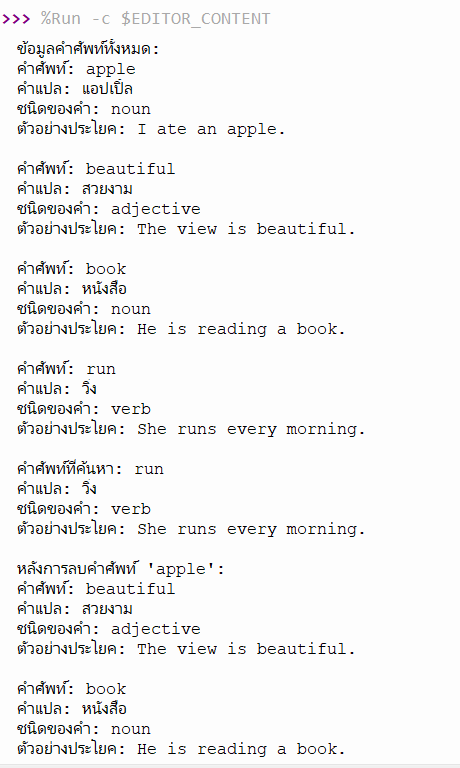 >>> %Run -c $EDITOR_CONTENT
ข้อมูลคำศัพท์ทั้งหมด:
คำศัพท์: apple
คำแปล: แอปเปิ้ล
ชนิดของคำ: noun
ตัวอย่างประโยค: I ate an apple.

คำศัพท์: beautiful
คำแปล: สวยงาม
ชนิดของคำ: adjective
ตัวอย่างประโยค: The view is beautiful.

คำศัพท์: book
คำแปล: หนังสือ
ชนิดของคำ: noun
ตัวอย่างประโยค: He is reading a book.

คำศัพท์: run
คำแปล: วิ่ง
ชนิดของคำ: verb
ตัวอย่างประโยค: She runs every morning.

คำศัพท์ที่ค้นหา: run
คำแปล: วิ่ง
ชนิดของคำ: verb
ตัวอย่างประโยค: She runs every morning.

หลังการลบคำศัพท์ 'apple':
คำศัพท์: beautiful
คำแปล: สวยงาม
ชนิดของคำ: adjective
ตัวอย่างประโยค: The view is beautiful.

คำศัพท์: book
คำแปล: หนังสือ
ชนิดของคำ: noun
ตัวอย่างประโยค: He is reading a book.